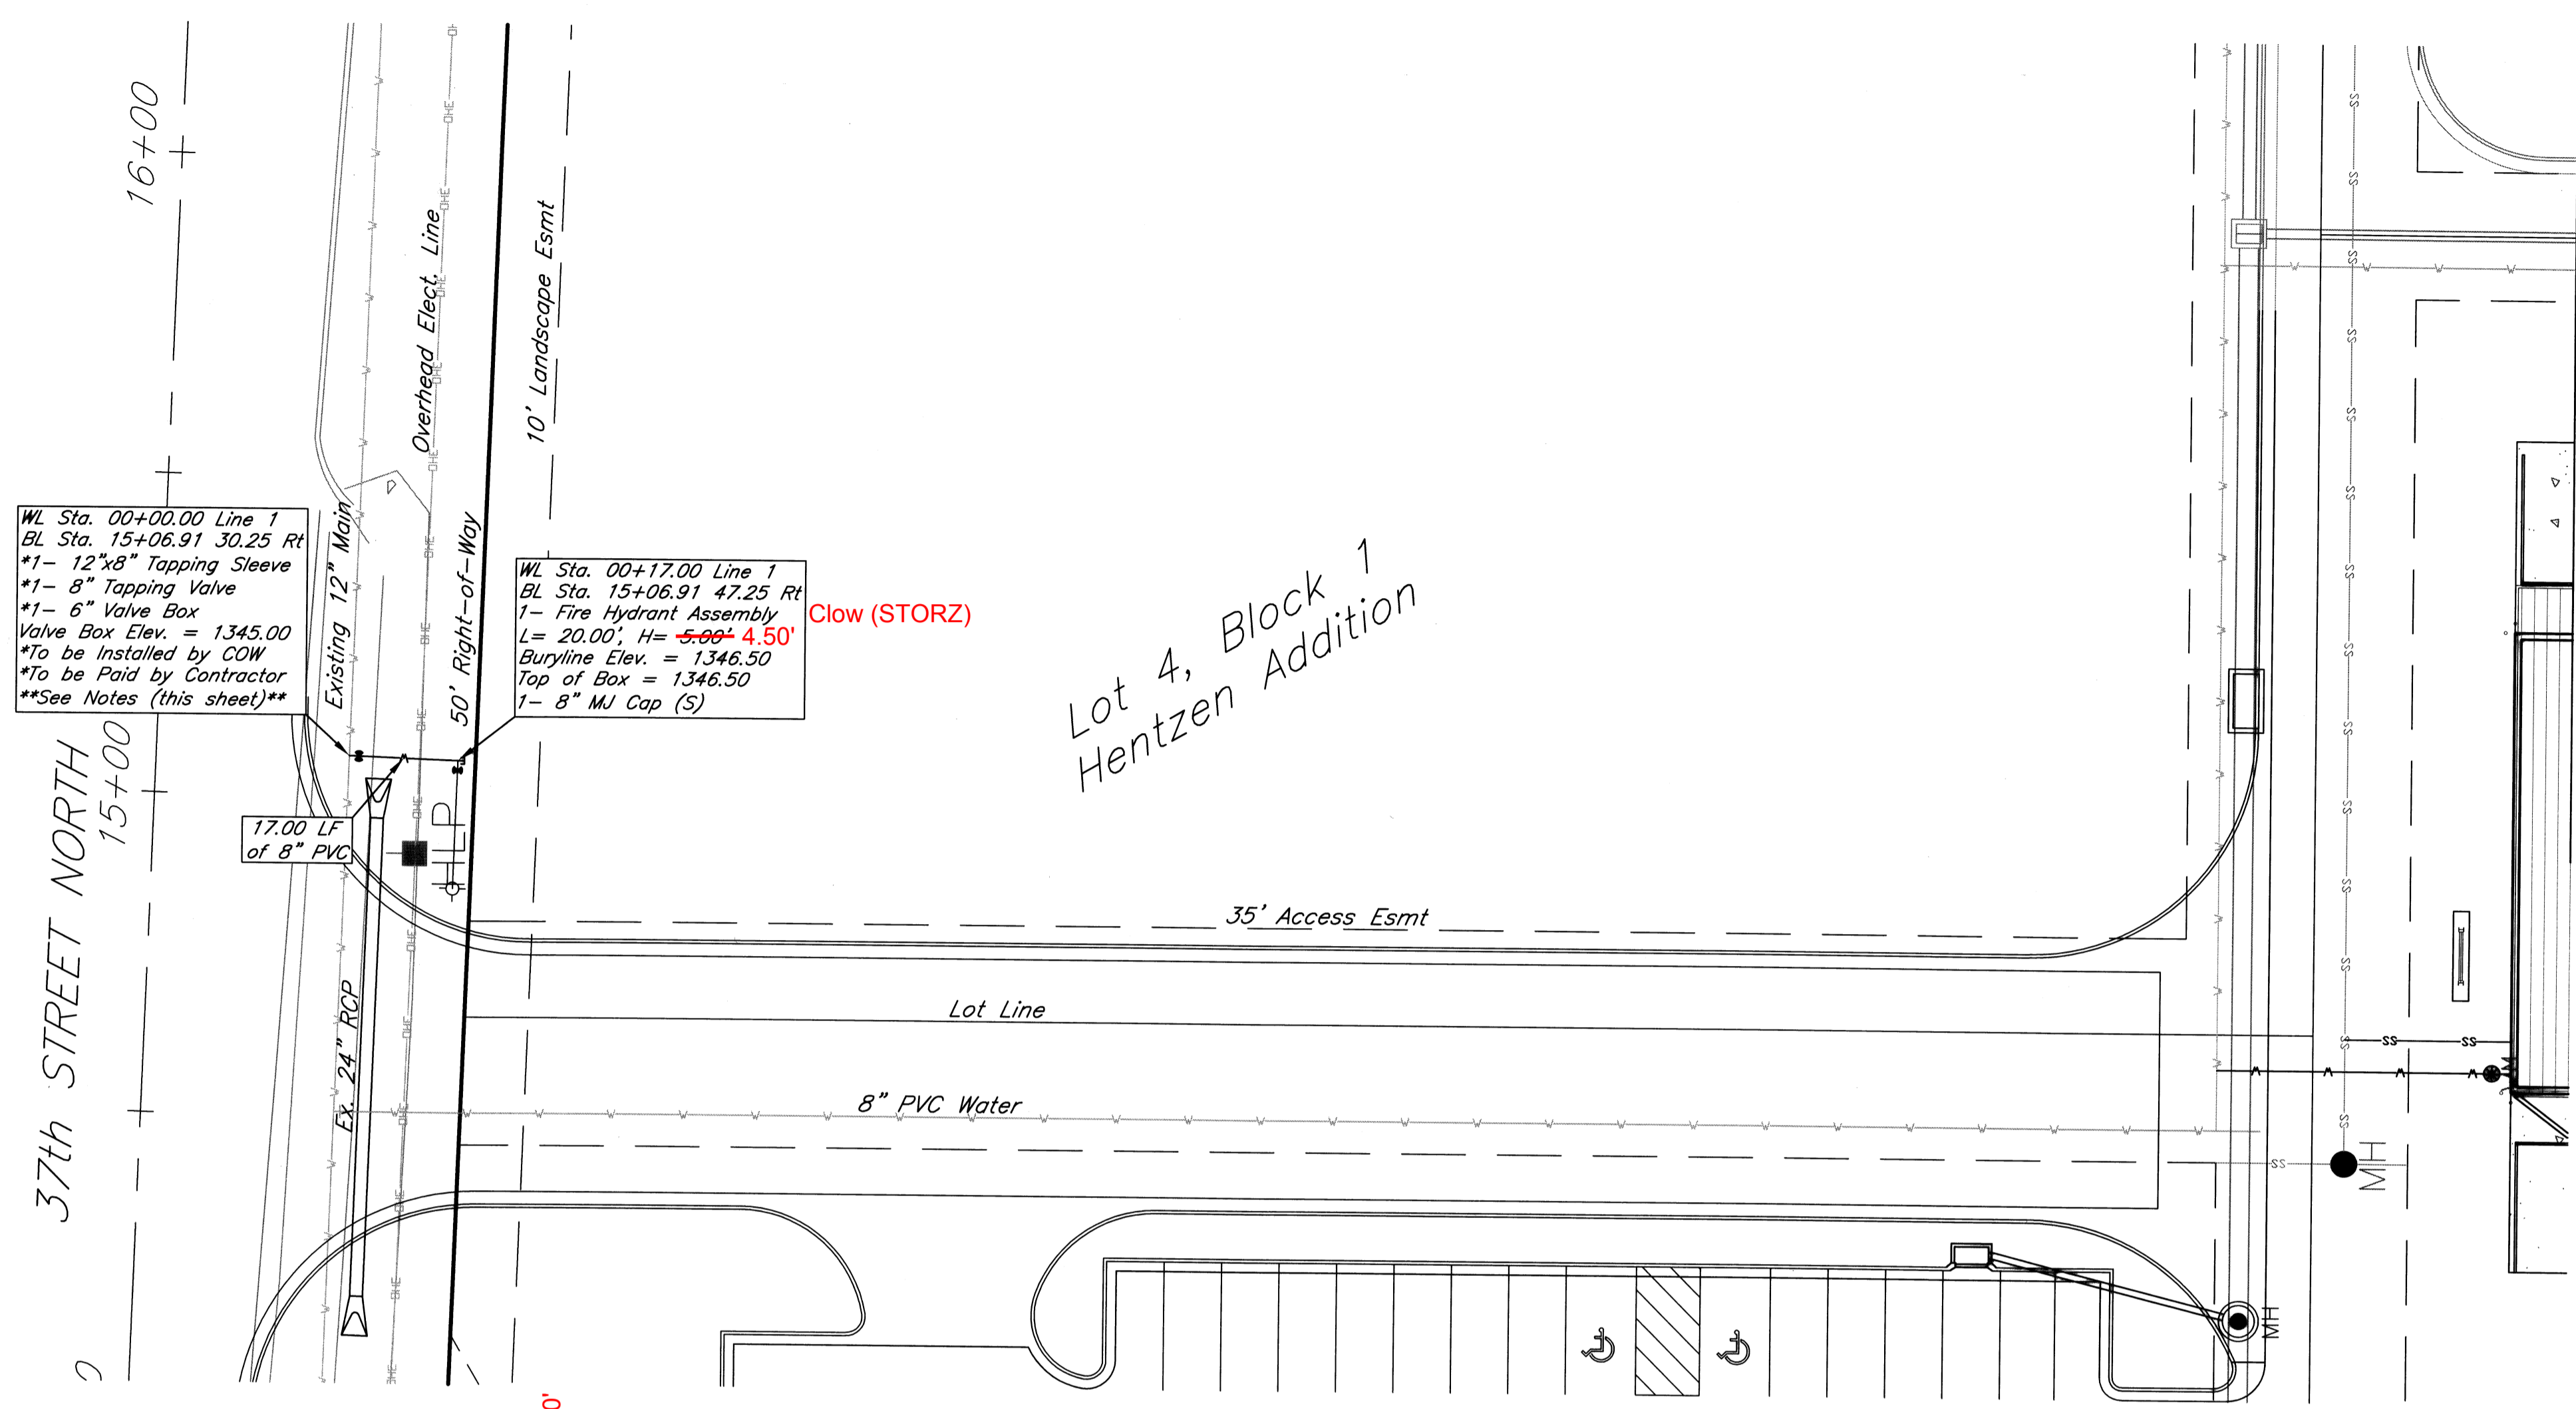 16+00
Overhead Elect. Line
10' Landscape Esmt
WL Sta. 00+00.00 Line 1
BL Sta. 15+06.91 30.25 Rt
*1- 12"x8" Tapping Sleeve
*1- 8" Tapping Valve
*1- 6" Valve Box
Valve Box Elev. = 1345.00
*To be Installed by COW
*To be Paid by Contractor
**See Notes (this sheet)**
Existing 12" Main
50' Right-of-Way
WL Sta. 00+17.00 Line 1
BL Sta. 15+06.91 47.25 Rt
1- Fire Hydrant Assembly Clow (STORZ)
L= 20.00', H= 5.00' 4.50'
Buryline Elev. = 1346.50
Top of Box = 1346.50
1- 8" MJ Cap (S)
Lot 4, Block 1
Hentzen Addition
37th STREET NORTH
15+00
17.00 LF
of 8" PVC
HLP
35' Access Esmt
Lot Line
Ex. 24" RCP
8" PVC Water
MH
MH
0'
OHE
W
SS